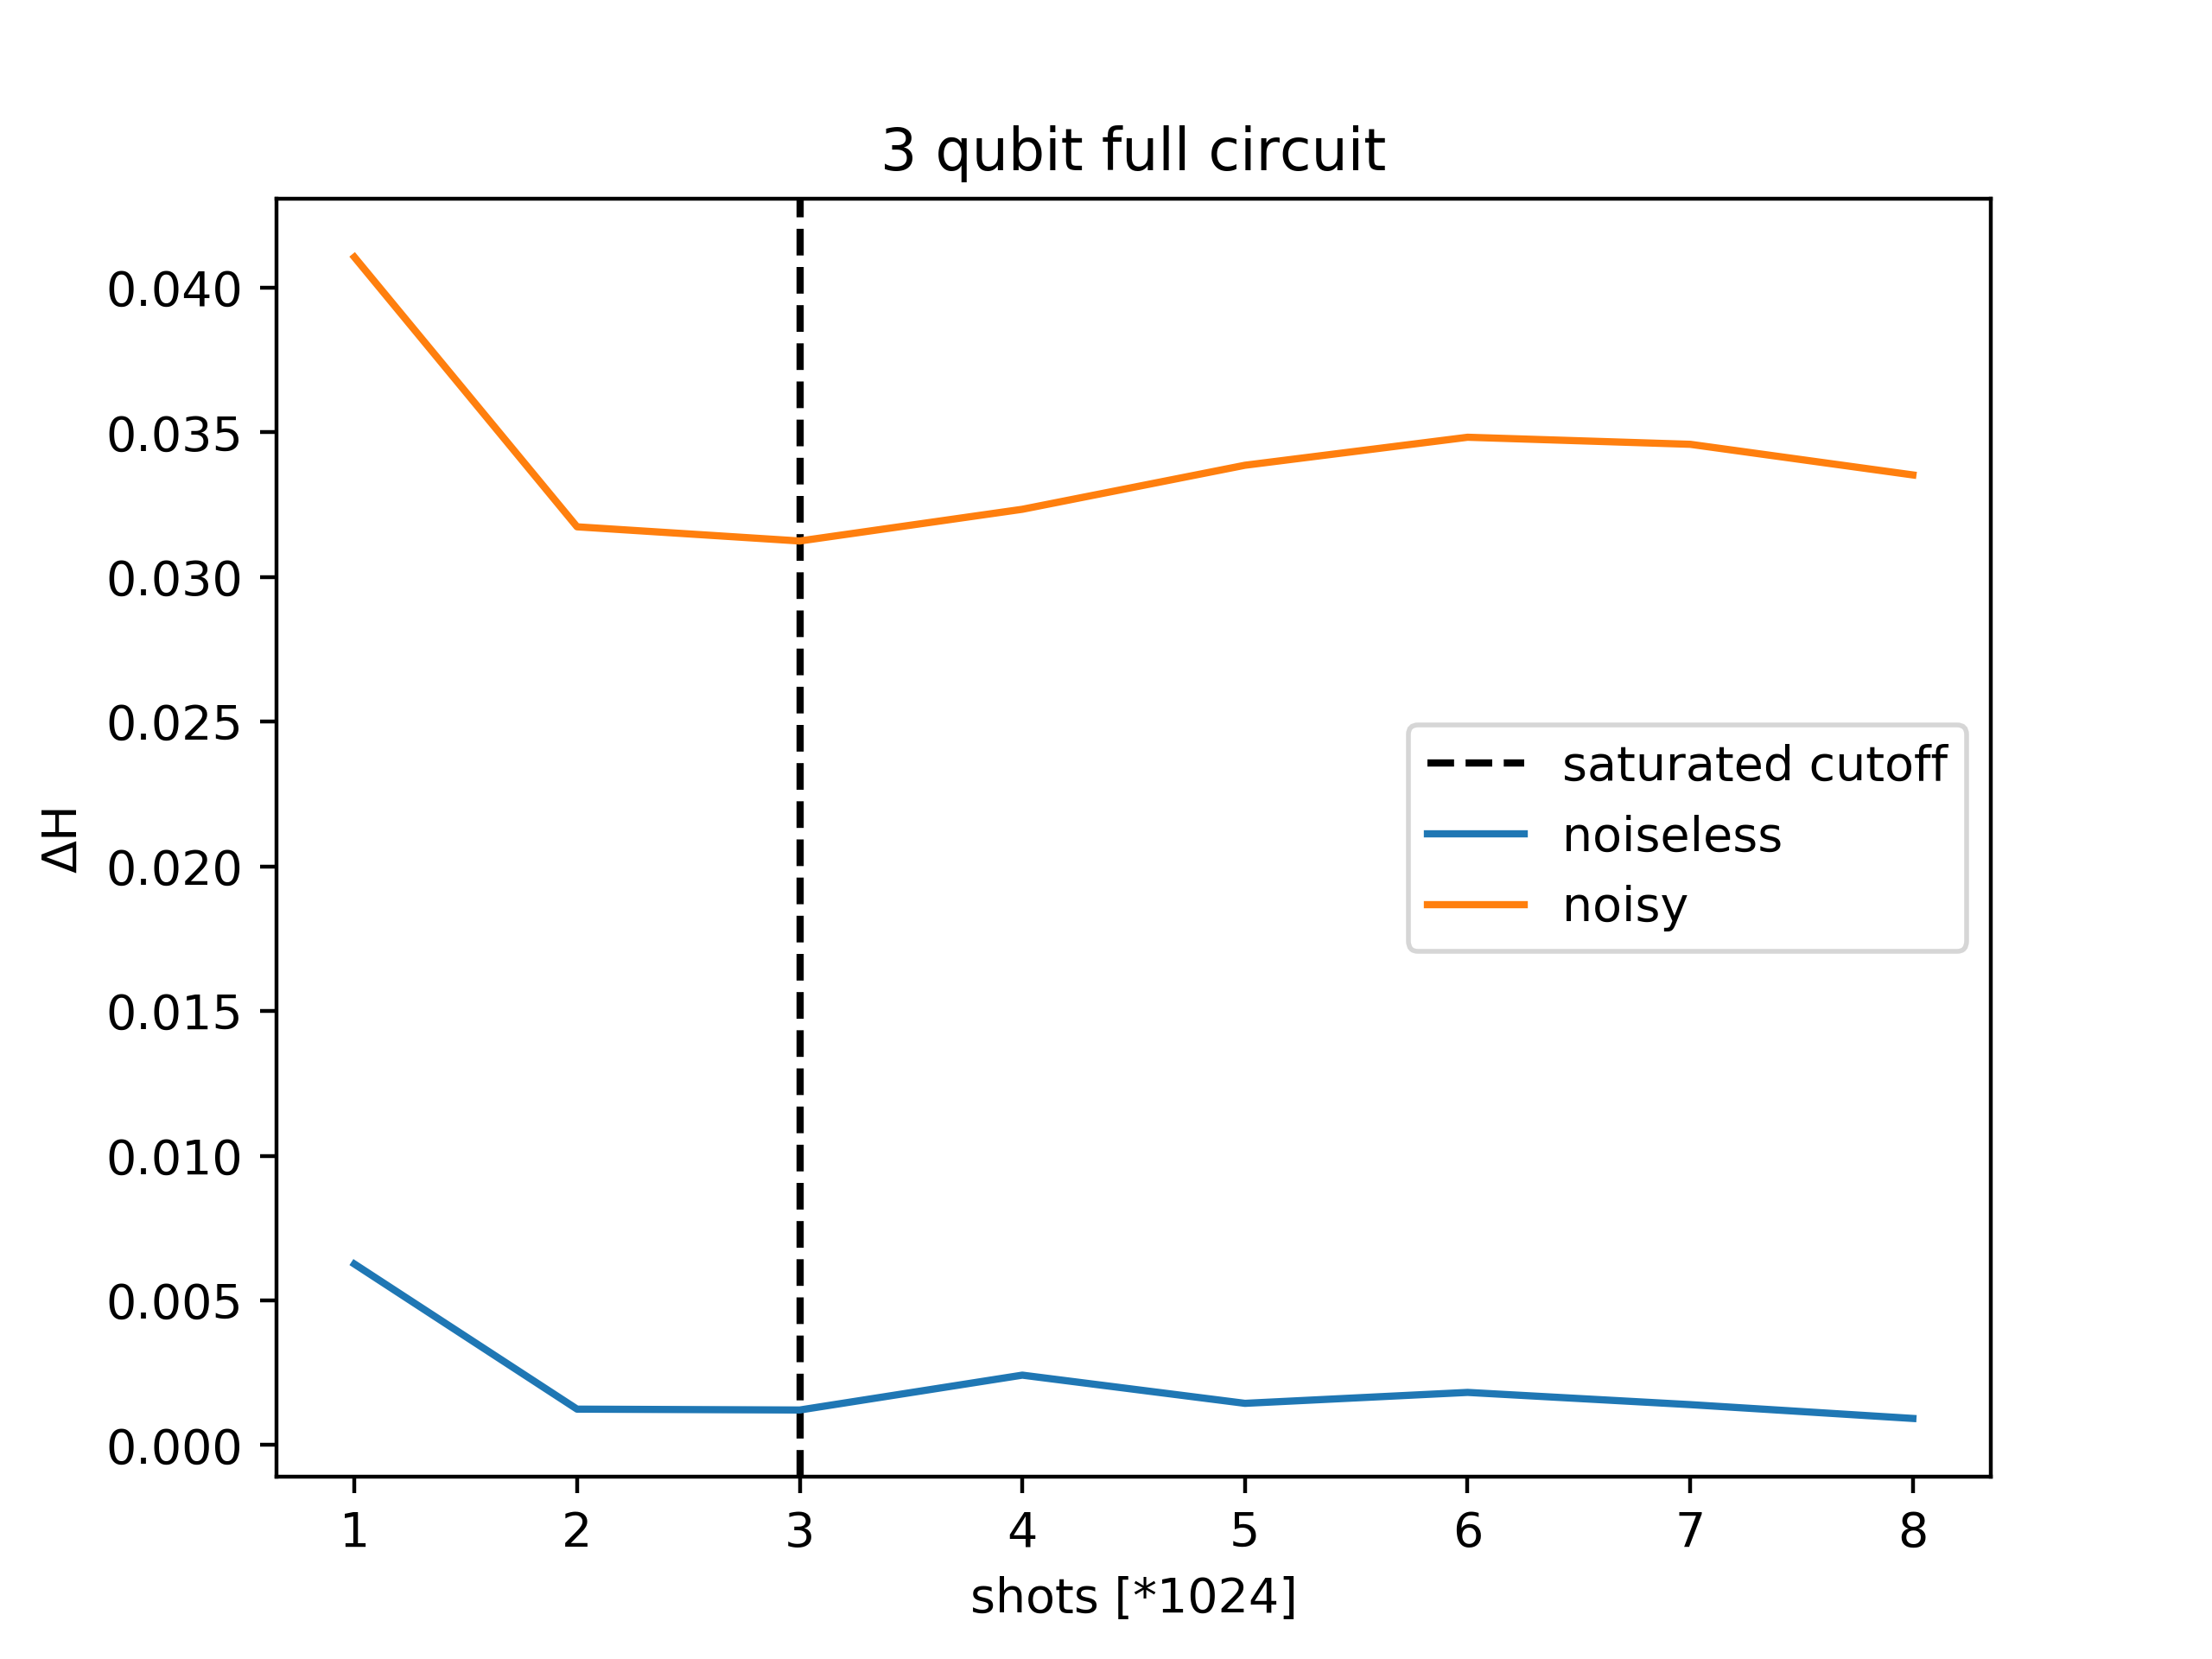 3 qubit full circuit
0.040
0.035
0.030
0.025
0.020
0.015
0.010
0.005
0.000
ΔH
saturated cutoff
noiseless
noisy
1 2 3 4 5 6 7 8
shots [*1024]